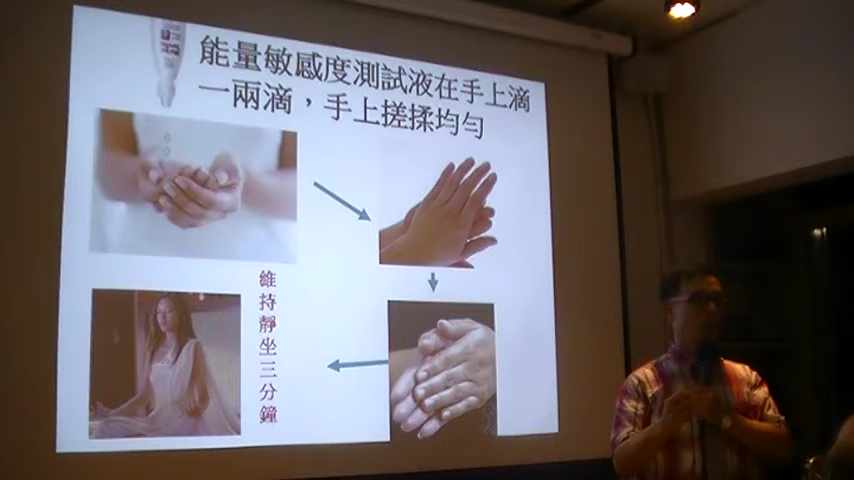 能量敏感度測試液在手上滴
一兩滴，手上搓揉均勻
維持靜坐三分鐘